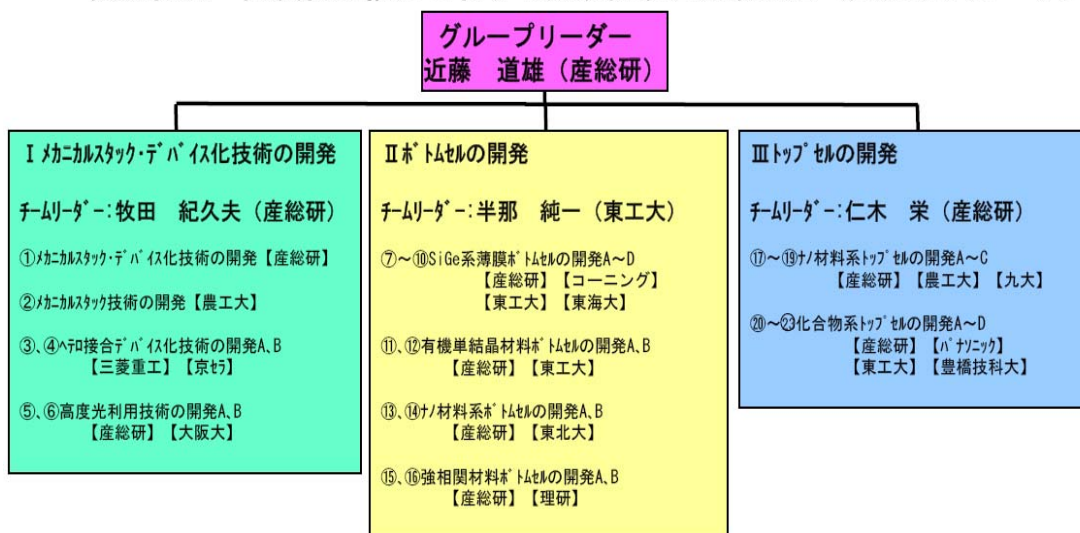 グループリーダー
近藤　道雄（産総研）
Ⅰ ﾒｶﾆｶﾙｽﾀｯｸ・ﾃﾞﾊﾞｲｽ化技術の開発
ﾁｰﾑﾘｰﾀﾞｰ：牧田　紀久夫（産総研）
①ﾒｶﾆｶﾙｽﾀｯｸ・ﾃﾞﾊﾞｲｽ化技術の開発【産総研】
②ﾒｶﾆｶﾙｽﾀｯｸ技術の開発【農工大】
③、④ﾍﾃﾛ接合ﾃﾞﾊﾞｲｽ化技術の開発A、B
【三菱重工】【京ｾﾗ】
⑤、⑥高度光利用技術の開発A、B
【産総研】【大阪大】
Ⅱﾎﾞﾄﾑｾﾙの開発
ﾁｰﾑﾘｰﾀﾞｰ：半那　純一（東工大）
⑦～⑩SiGe系薄膜ﾎﾞﾄﾑｾﾙの開発A～D
【産総研】【コーニング】
【東工大】【東海大】
⑪、⑫有機単結晶材料ﾎﾞﾄﾑｾﾙの開発A、B
【産総研】【東工大】
⑬、⑭ﾅﾉ材料系ﾎﾞﾄﾑｾﾙの開発A、B
【産総研】【東北大】
⑮、⑯強相関材料ﾎﾞﾄﾑｾﾙの開発A、B
【産総研】【理研】
Ⅲﾄｯﾌﾟｾﾙの開発
ﾁｰﾑﾘｰﾀﾞｰ：仁木　栄（産総研）
⑰～⑲ﾅﾉ材料系ﾄｯﾌﾟｾﾙの開発A～C
【産総研】【農工大】【九大】
⑳～㉓化合物系ﾄｯﾌﾟｾﾙの開発A～D
【産総研】【ﾊﾟﾅｿﾆｯｸ】
【東工大】【豊橋技科大】